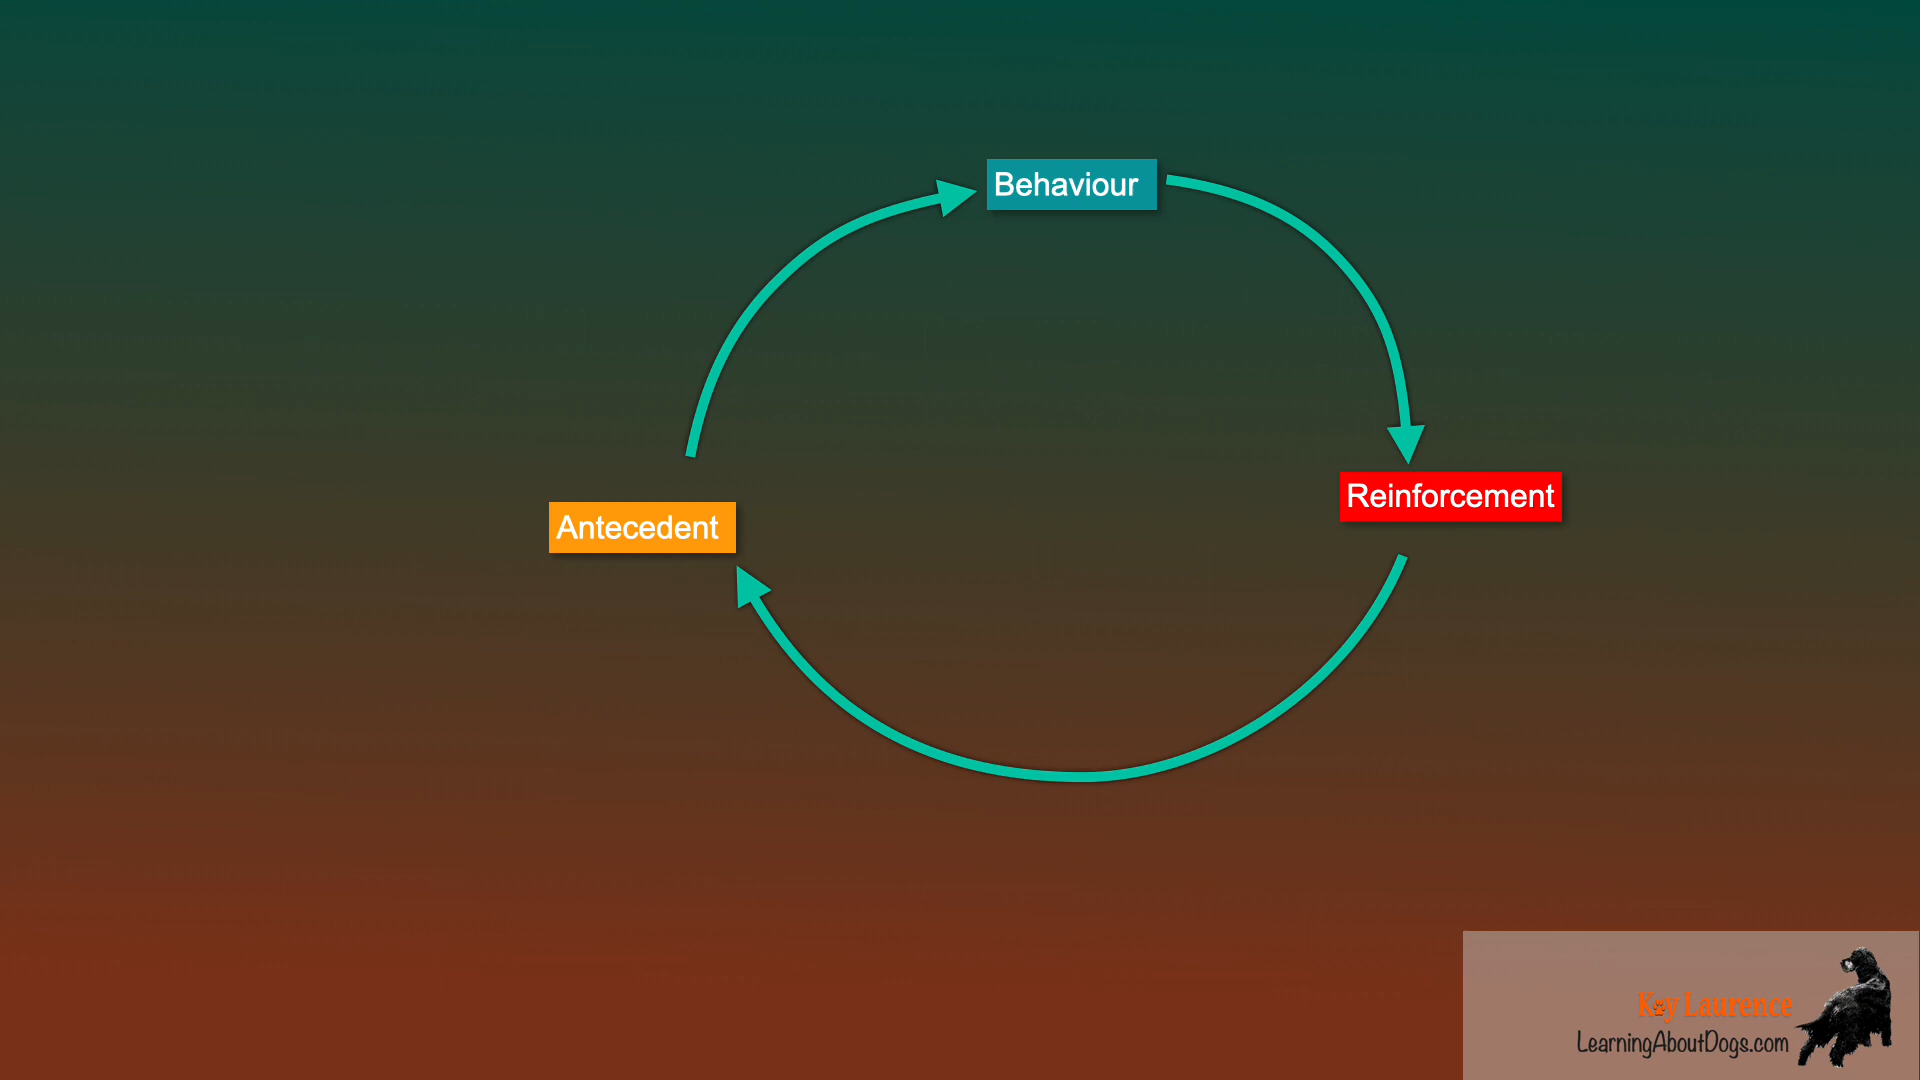 Behaviour
Reinforcement
Antecedent
Kay Laurence
LearningAboutDogs.com